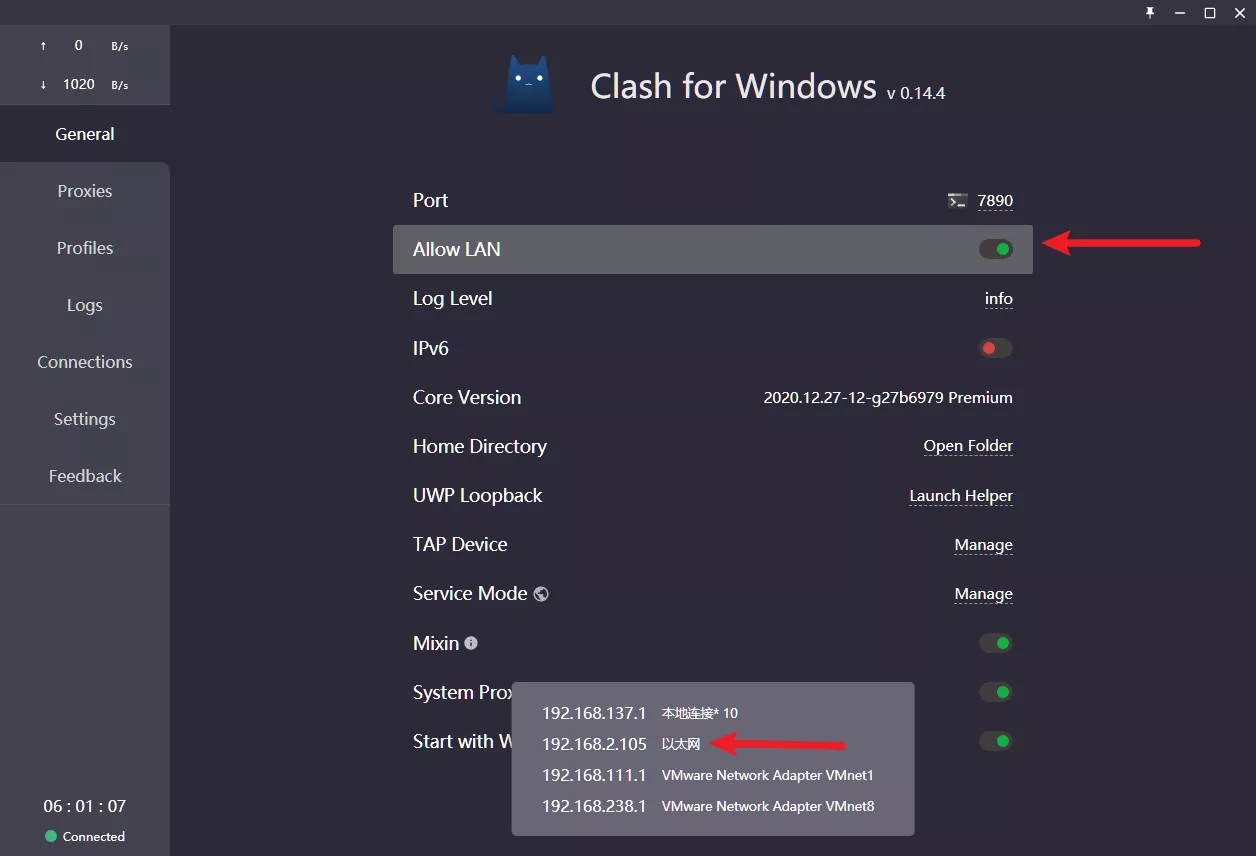 ↑ 0 B/s
↓ 1020 B/s
General
Proxies
Profiles
Logs
Connections
Settings
Feedback
06 : 01 : 07
Connected
Clash for Windows v 0.14.4
Port 7890
Allow LAN
Log Level info
IPv6
Core Version 2020.12.27-12-g27b6979 Premium
Home Directory Open Folder
UWP Loopback Launch Helper
TAP Device Manage
Service Mode Manage
Mixin
System Prox
Start with W
192.168.137.1 本地连接* 10
192.168.2.105 以太网
192.168.111.1 VMware Network Adapter VMnet1
192.168.238.1 VMware Network Adapter VMnet8